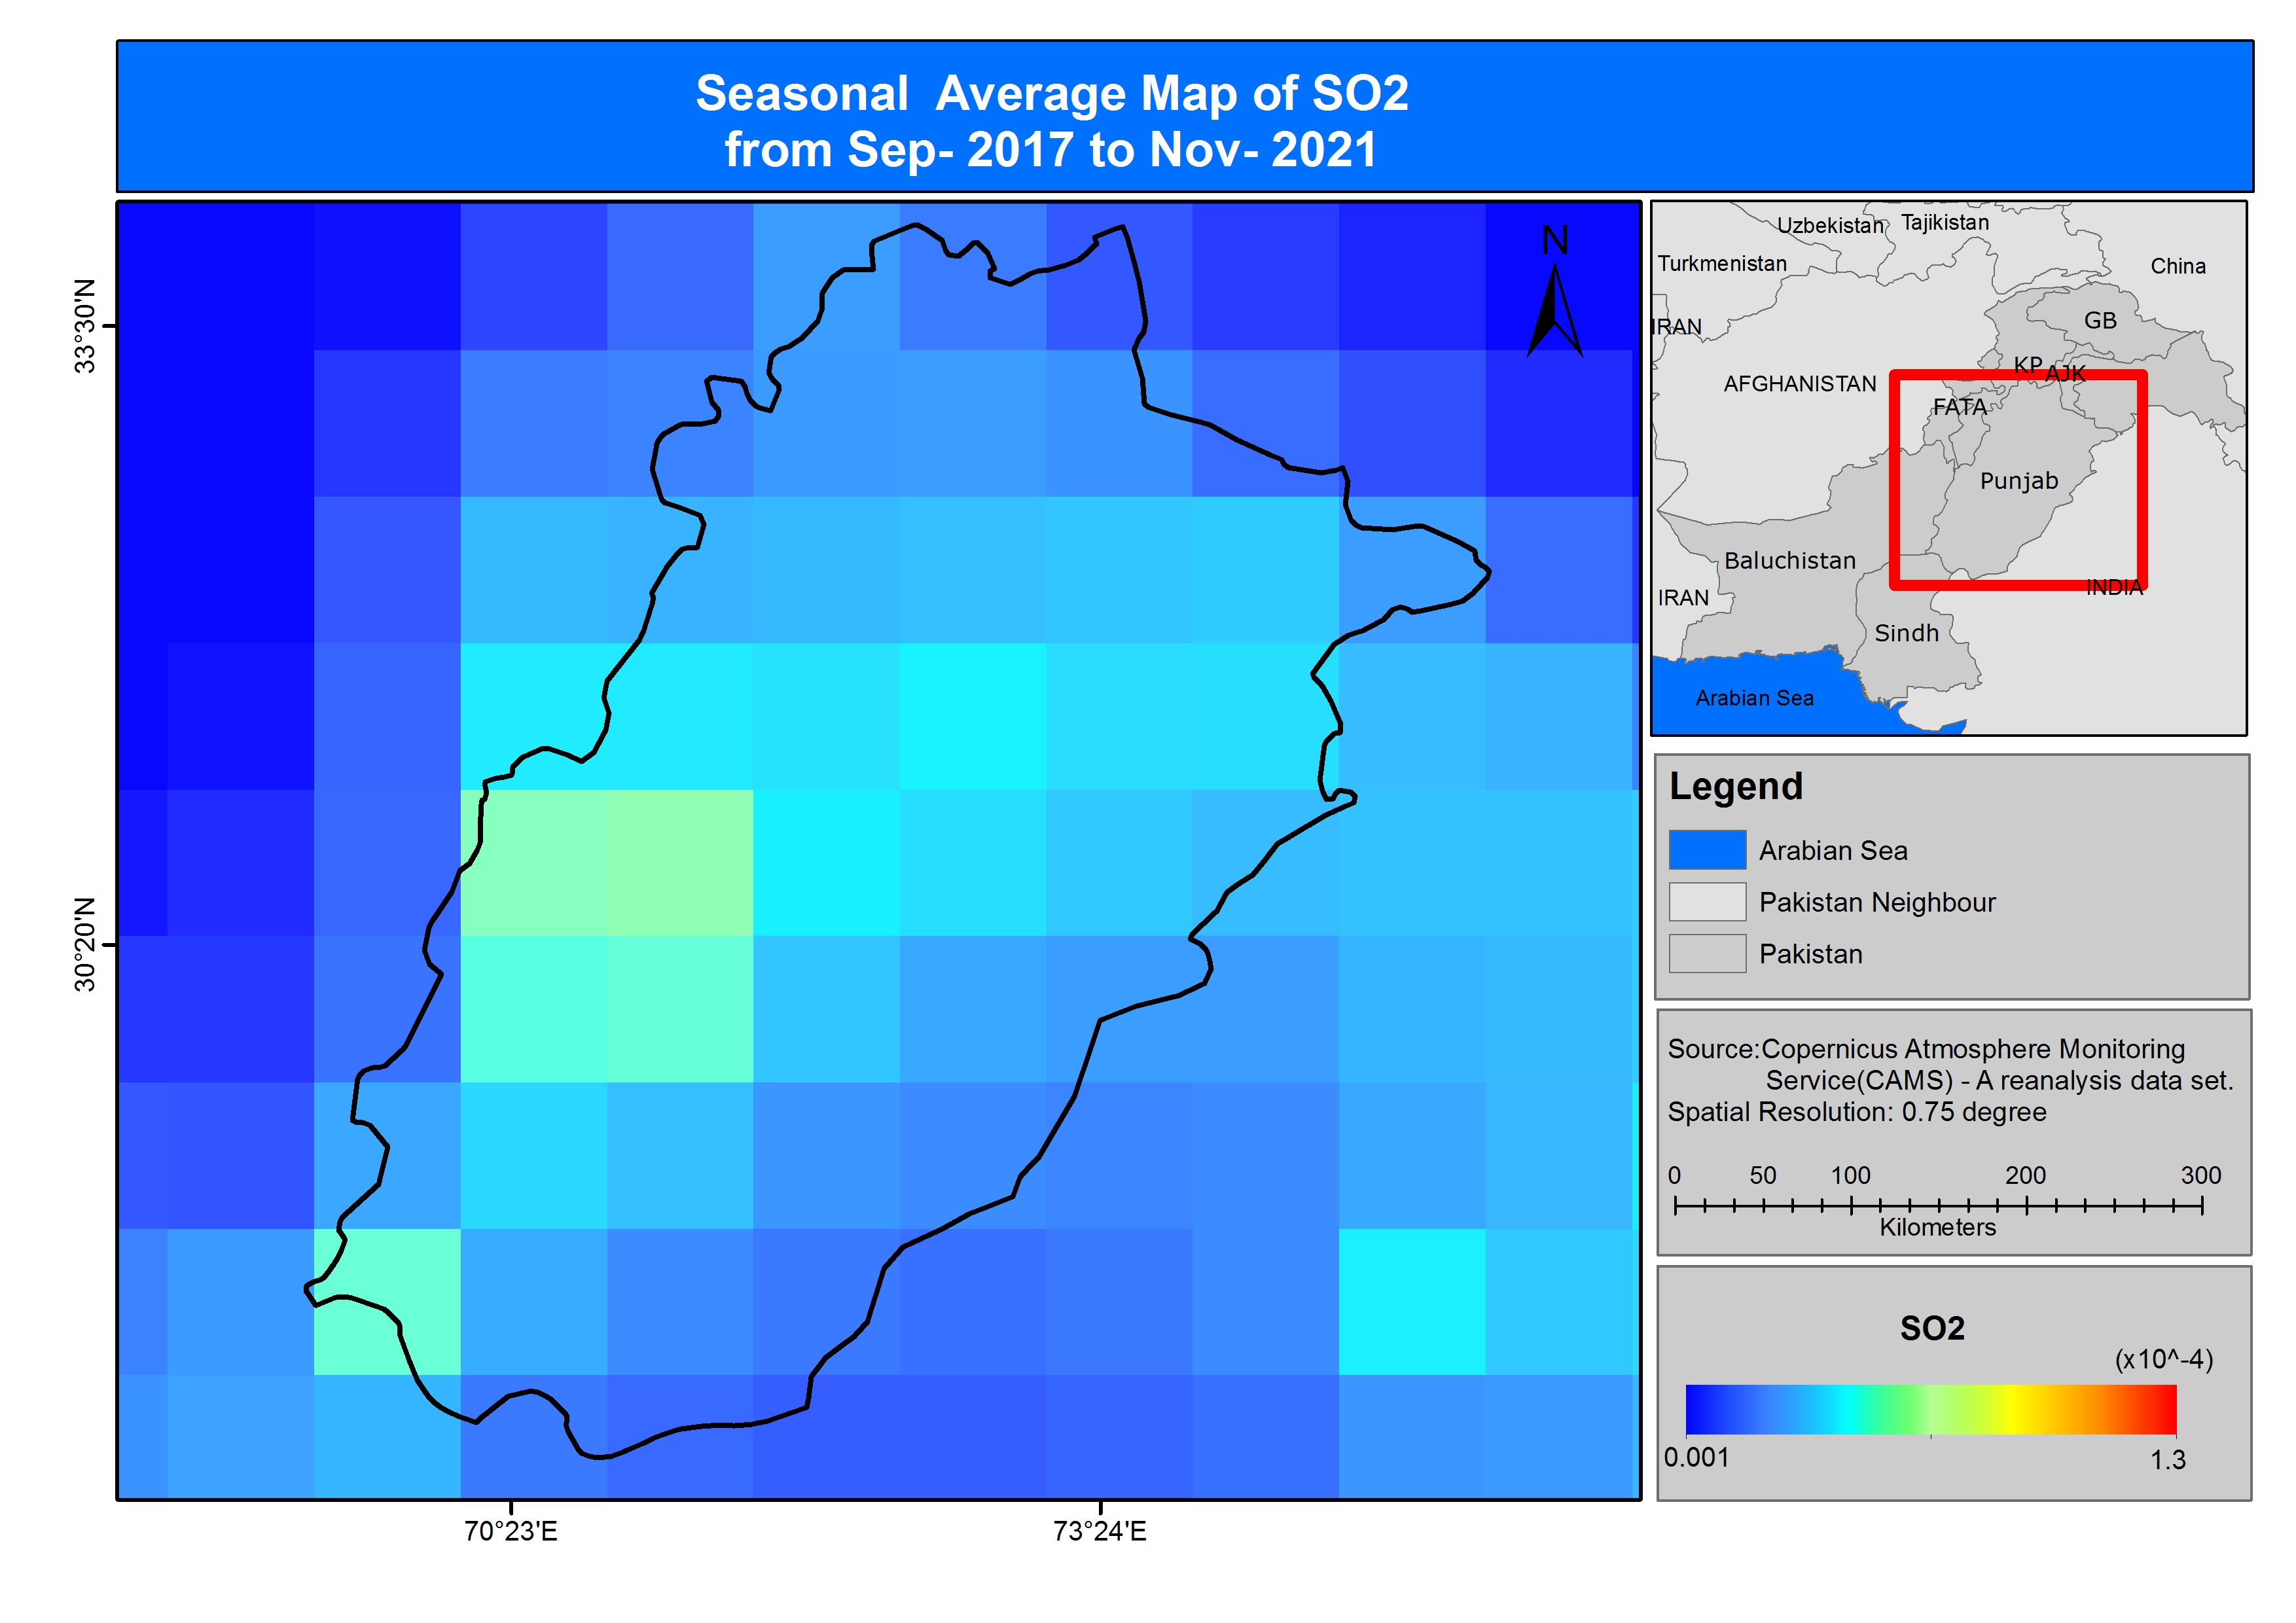 Seasonal  Average Map of SO2
from Sep- 2017 to Nov- 2021
N
33°30'N
30°20'N
70°23'E
73°24'E
Uzbekistan
Tajikistan
Turkmenistan
China
IRAN
GB
KP
AJK
AFGHANISTAN
FATA
Punjab
Baluchistan
INDIA
IRAN
Sindh
Arabian Sea
Legend
Arabian Sea
Pakistan Neighbour
Pakistan
Source:Copernicus Atmosphere Monitoring
Service(CAMS) - A reanalysis data set.
Spatial Resolution: 0.75 degree
0 50 100 200 300
Kilometers
SO2
(x10^-4)
0.001
1.3